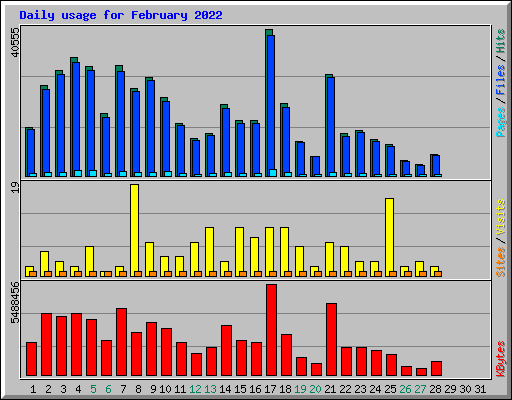 Daily usage for February 2022
40555
Pages/Files/Hits
19
Sites/Visits
5488456
KBytes
1 2 3 4 5 6 7 8 9 10 11 12 13 14 15 16 17 18 19 20 21 22 23 24 25 26 27 28 29 30 31